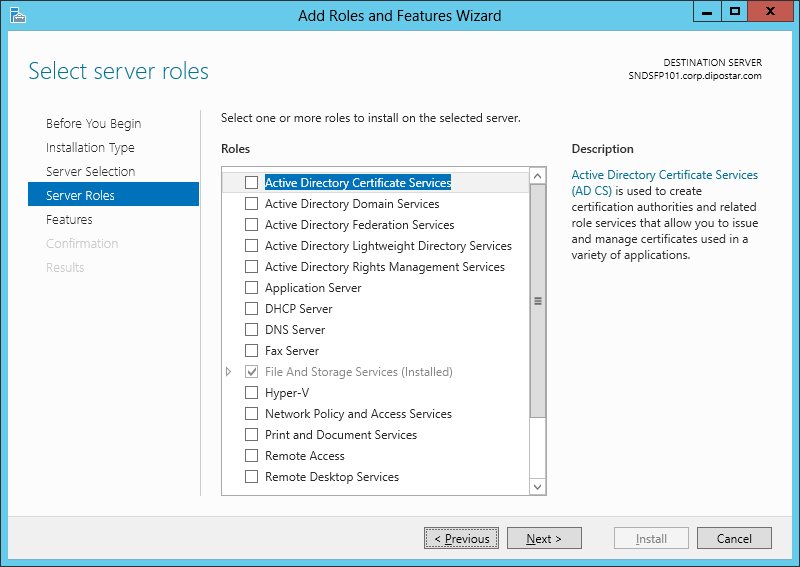 Add Roles and Features Wizard
Select server roles
DESTINATION SERVER
SNDSFP101.corp.dipostar.com
Before You Begin
Installation Type
Server Selection
Server Roles
Features
Confirmation
Results
Select one or more roles to install on the selected server.
Roles
Active Directory Certificate Services
Active Directory Domain Services
Active Directory Federation Services
Active Directory Lightweight Directory Services
Active Directory Rights Management Services
Application Server
DHCP Server
DNS Server
Fax Server
File And Storage Services (Installed)
Hyper-V
Network Policy and Access Services
Print and Document Services
Remote Access
Remote Desktop Services
Description
Active Directory Certificate Services
(AD CS) is used to create
certification authorities and related
role services that allow you to issue
and manage certificates used in a
variety of applications.
< Previous
Next >
Install
Cancel